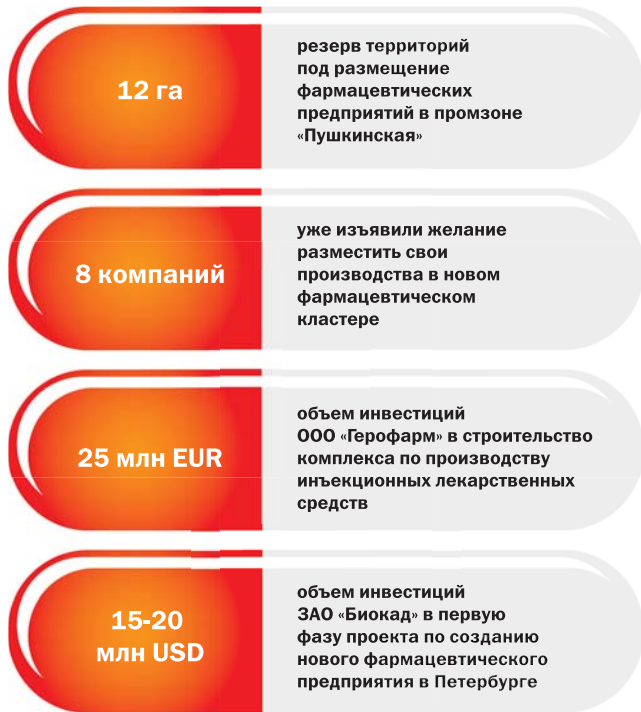 12 га
резерв территорий
под размещение
фармацевтических
предприятий в промзоне
«Пушкинская»
8 компаний
уже изъявили желание
разместить свои
производства в новом
фармацевтическом
кластере
25 млн EUR
объем инвестиций
ООО «Герофарм» в строительство
комплекса по производству
инъекционных лекарственных
средств
15-20
млн USD
объем инвестиций
ЗАО «Биокад» в первую
фазу проекта по созданию
нового фармацевтического
предприятия в Петербурге